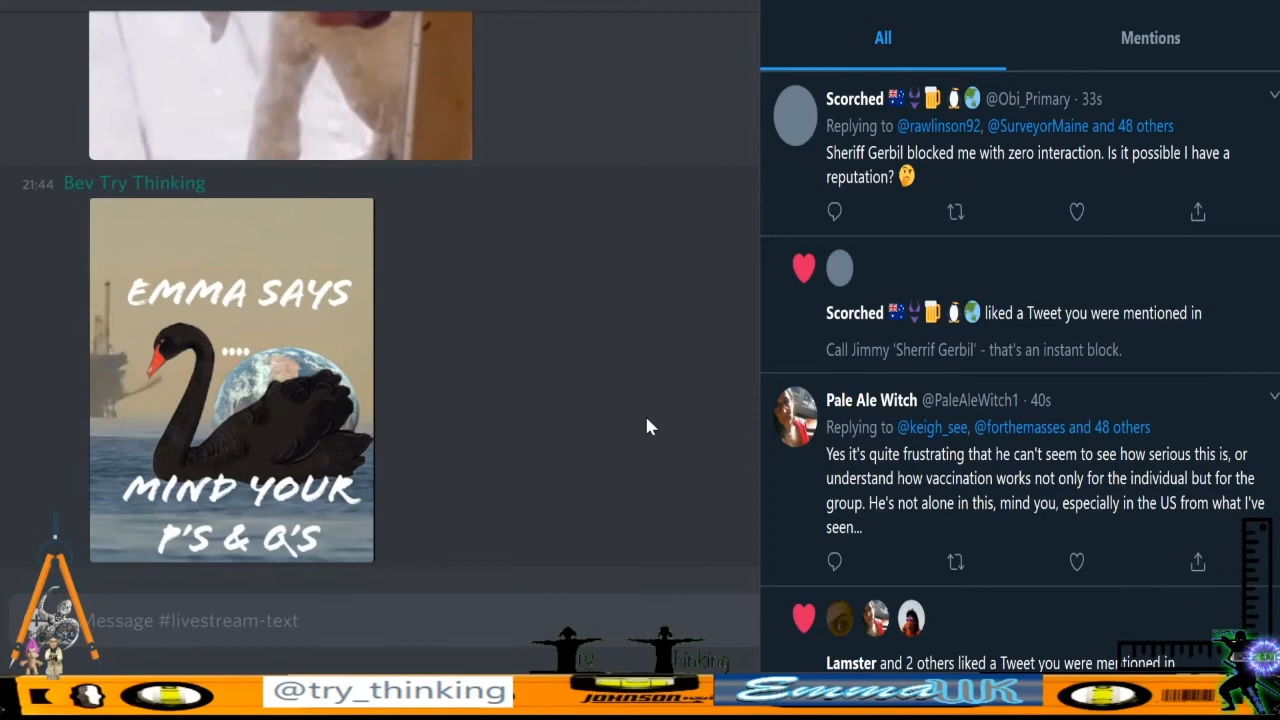 21:44 Bev Try Thinking
EMMA SAYS
....
MIND YOUR
P'S & Q'S
Message #livestream-text
All
Mentions
Scorched @Obi_Primary · 33s
Replying to @rawlinson92, @SurveyorMaine and 48 others
Sheriff Gerbil blocked me with zero interaction. Is it possible I have a
reputation?
Scorched liked a Tweet you were mentioned in
Call Jimmy 'Sherrif Gerbil' - that's an instant block.
Pale Ale Witch @PaleAleWitch1 · 40s
Replying to @keigh_see, @forthemasses and 48 others
Yes it's quite frustrating that he can't seem to see how serious this is, or
understand how vaccination works not only for the individual but for the
group. He's not alone in this, mind you, especially in the US from what I've
seen...
Lamster and 2 others liked a Tweet you were mentioned in
Try Thinking
@try_thinking
JOHNSON
EmmaUK